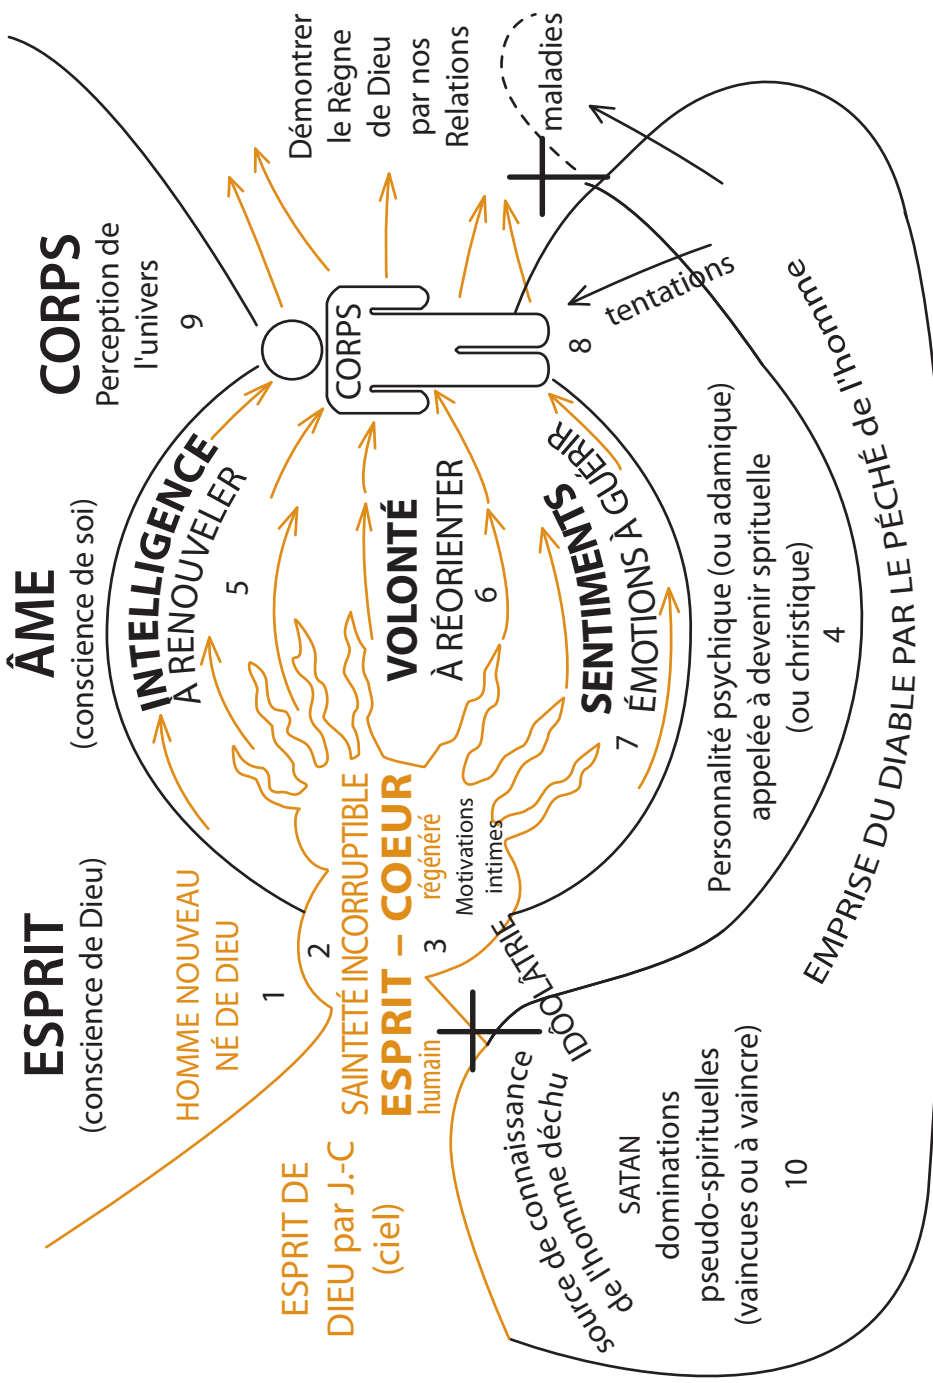 ESPRIT
(conscience de Dieu)
ÂME
(conscience de soi)
CORPS
Perception de
l'univers
9
HOMME NOUVEAU
NÉ DE DIEU
1
ESPRIT DE
DIEU par J.-C
(ciel)
2
SAINTETÉ INCORRUPTIBLE
ESPRIT – COEUR
humain
régénéré
3
Motivations
intimes
INTELLIGENCE
À RENOUVELER
5
VOLONTÉ
À RÉORIENTER
6
SENTIMENTS
ÉMOTIONS À GUÉRIR
7
CORPS
8
Démontrer
le Règne
de Dieu
par nos
Relations
maladies
tentations
IDÔOLÂTRIE
source de connaissance
de l'homme déchu
SATAN
dominations
pseudo-spirituelles
(vaincues ou à vaincre)
10
Personnalité psychique (ou adamique)
appelée à devenir sprituelle
(ou christique)
4
EMPRISE DU DIABLE PAR LE PÉCHÉ de l'homme